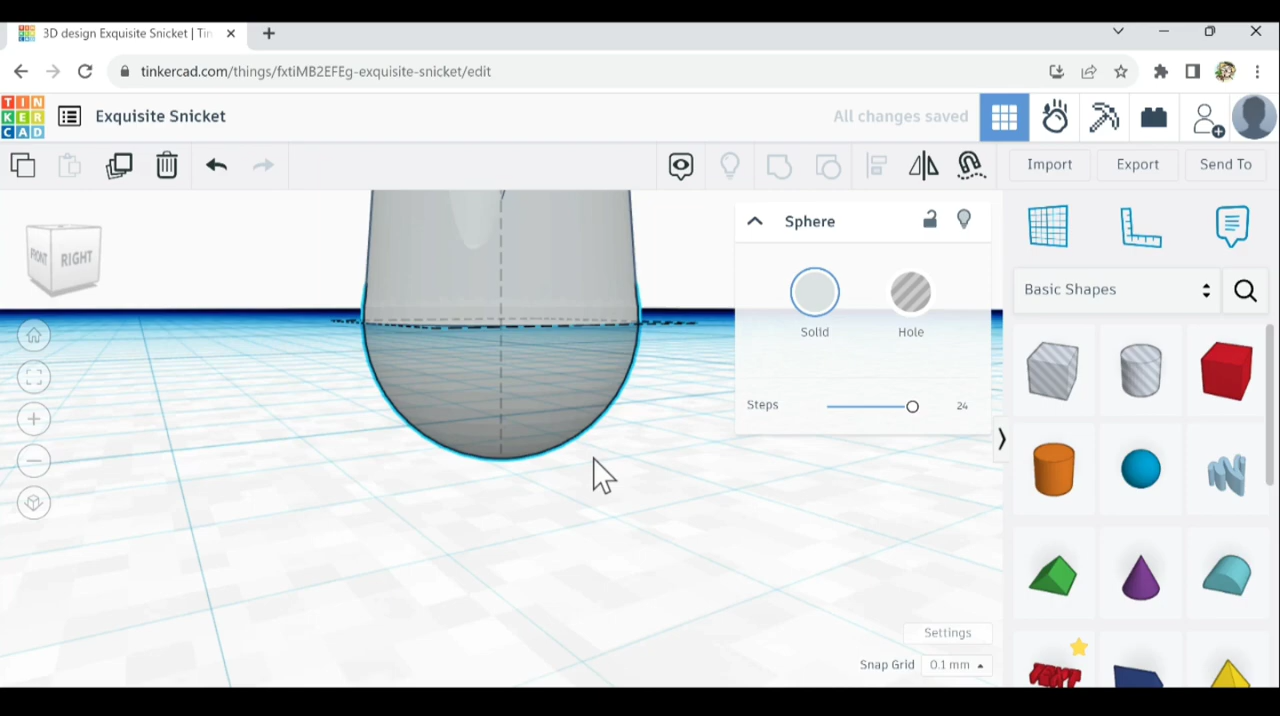 3D design Exquisite Snicket | Tin
tinkercad.com/things/fxtiMB2EFEg-exquisite-snicket/edit
TIN
KER
CAD
Exquisite Snicket
All changes saved
Import
Export
Send To
FRONT
RIGHT
Sphere
Solid
Hole
Steps
24
Basic Shapes
TEXT
Settings
Snap Grid
0.1 mm